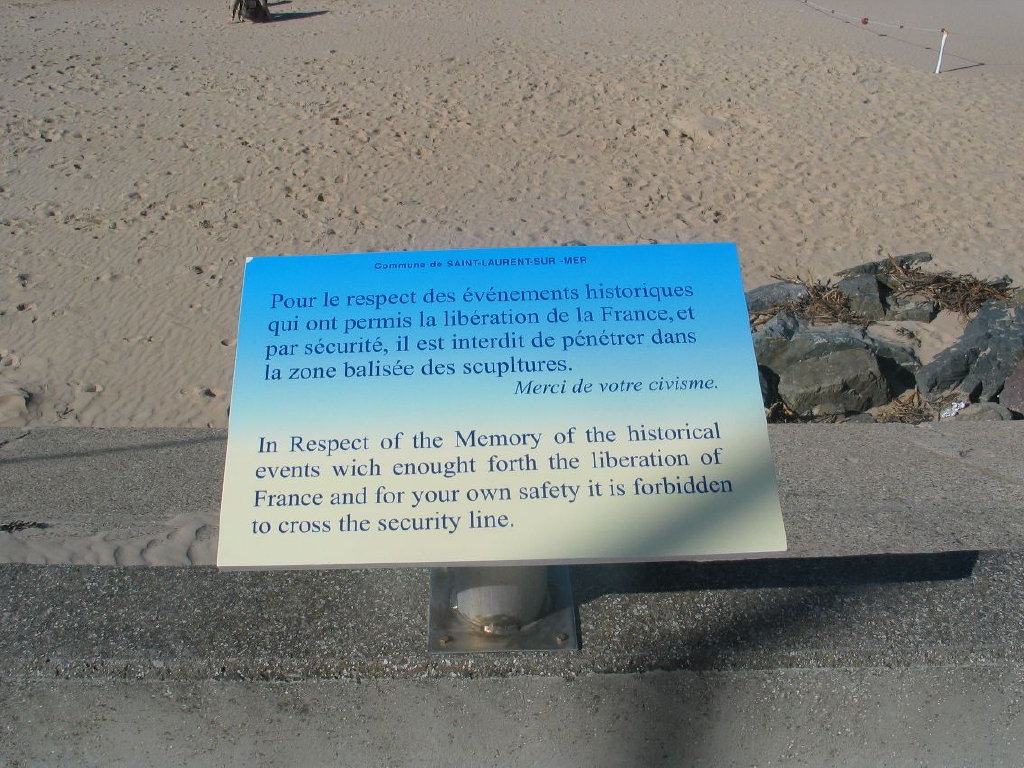 Commune de SAINT-LAURENT-SUR -MER
Pour le respect des événements historiques
qui ont permis la libération de la France, et
par sécurité, il est interdit de pénétrer dans
la zone balisée des scupltures.
Merci de votre civisme.
In Respect of the Memory of the historical
events wich enought forth the liberation of
France and for your own safety it is forbidden
to cross the security line.